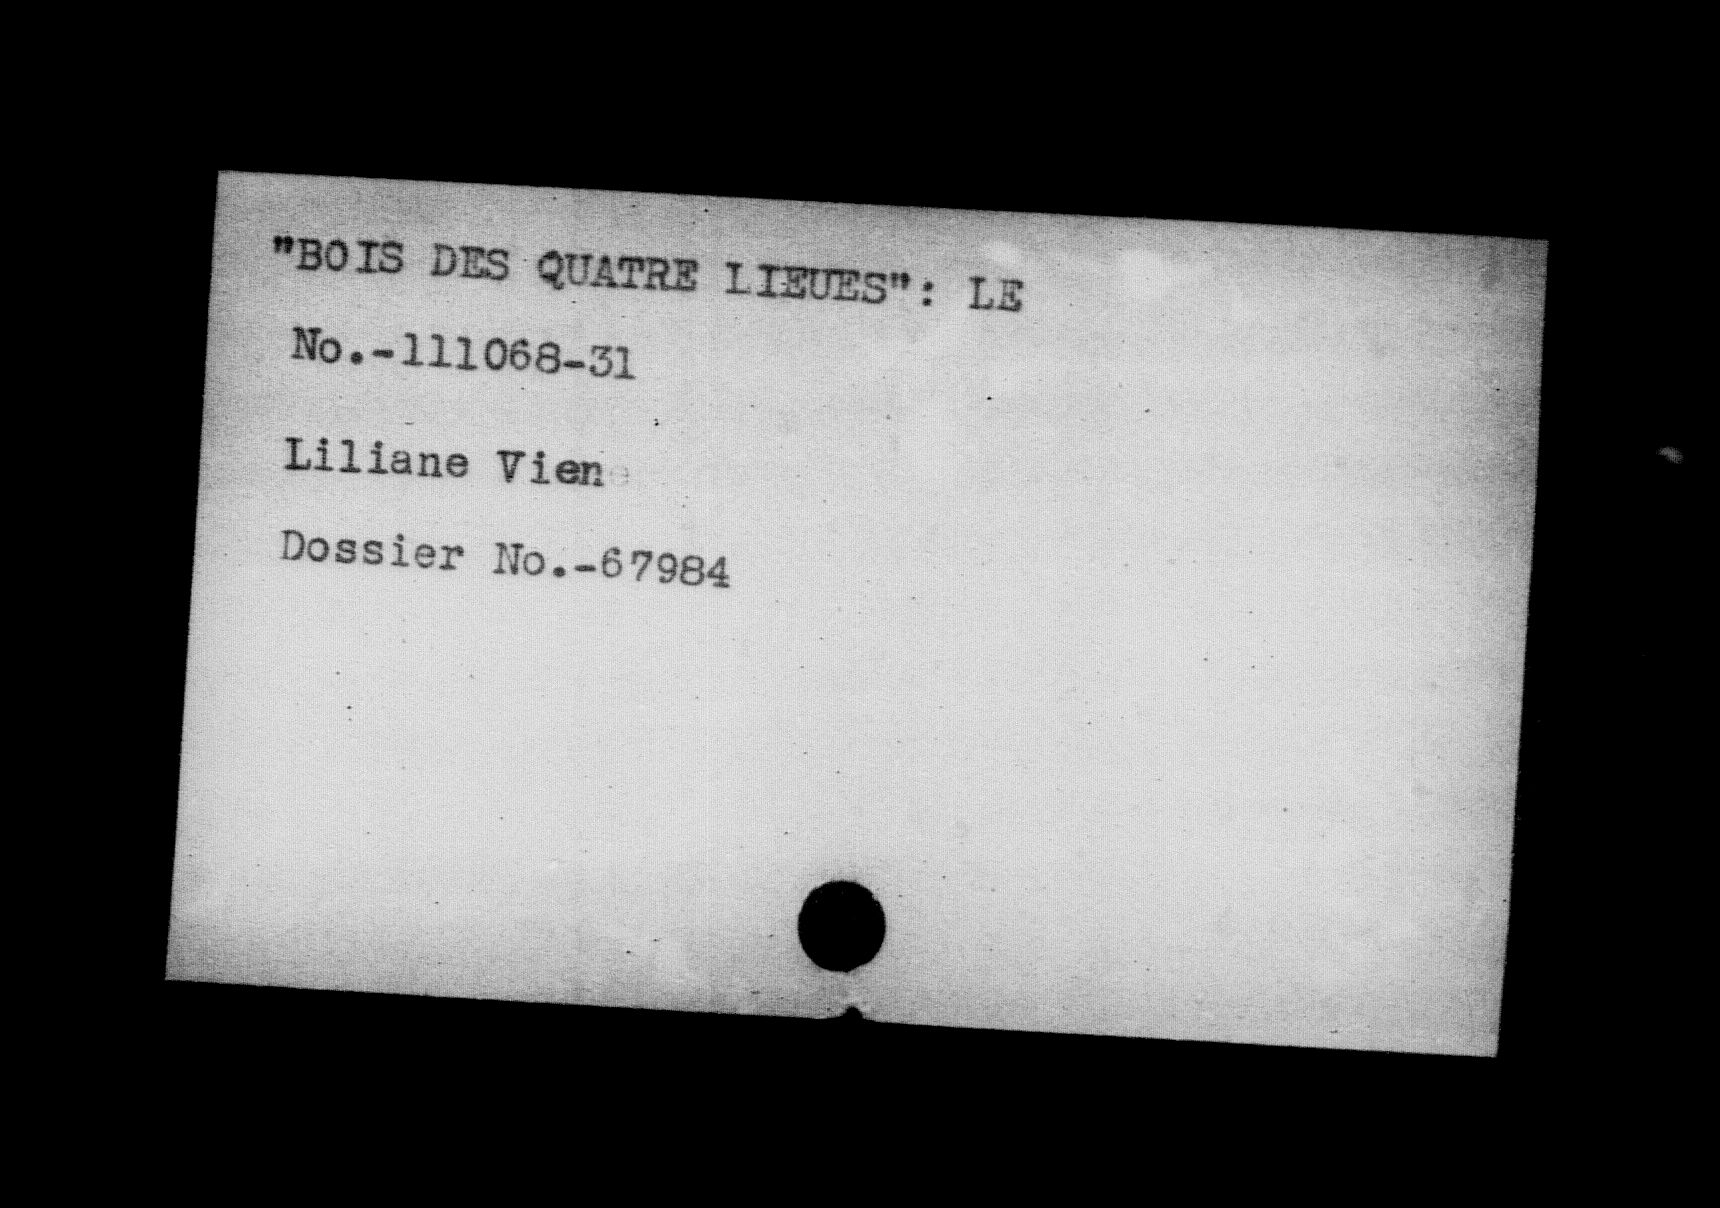 "BOIS DES QUATRE LIEUES": LE
No.-111068-31
Liliane Vien
Dossier No.-67984